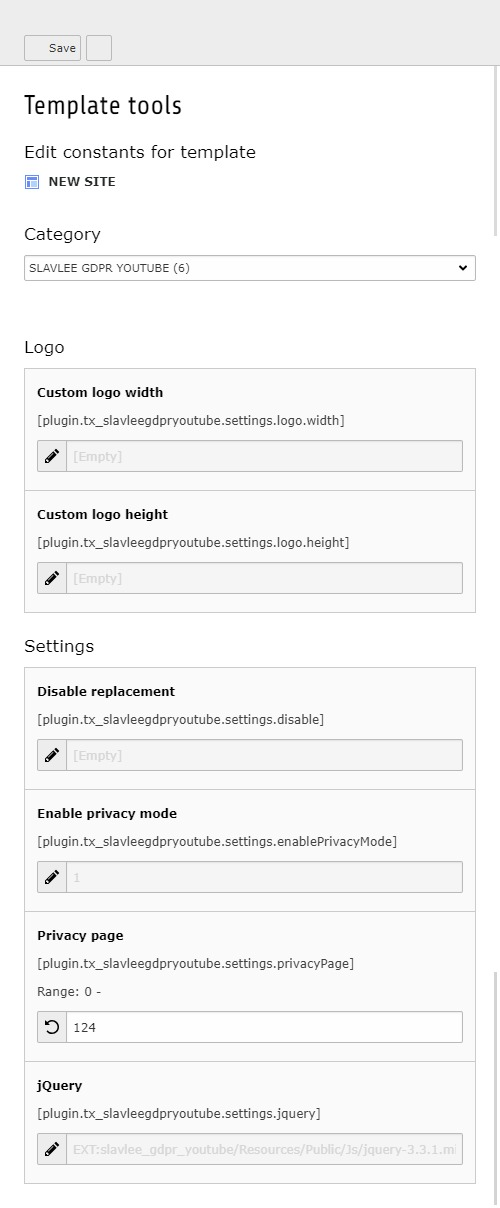 Save
Template tools
Edit constants for template
NEW SITE
Category
SLAVLEE GDPR YOUTUBE (6)
Logo
Custom logo width
[plugin.tx_slavleegdpryoutube.settings.logo.width]
[Empty]
Custom logo height
[plugin.tx_slavleegdpryoutube.settings.logo.height]
[Empty]
Settings
Disable replacement
[plugin.tx_slavleegdpryoutube.settings.disable]
[Empty]
Enable privacy mode
[plugin.tx_slavleegdpryoutube.settings.enablePrivacyMode]
1
Privacy page
[plugin.tx_slavleegdpryoutube.settings.privacyPage]
Range: 0 -
124
jQuery
[plugin.tx_slavleegdpryoutube.settings.jquery]
EXT:slavlee_gdpr_youtube/Resources/Public/Js/jquery-3.3.1.mi